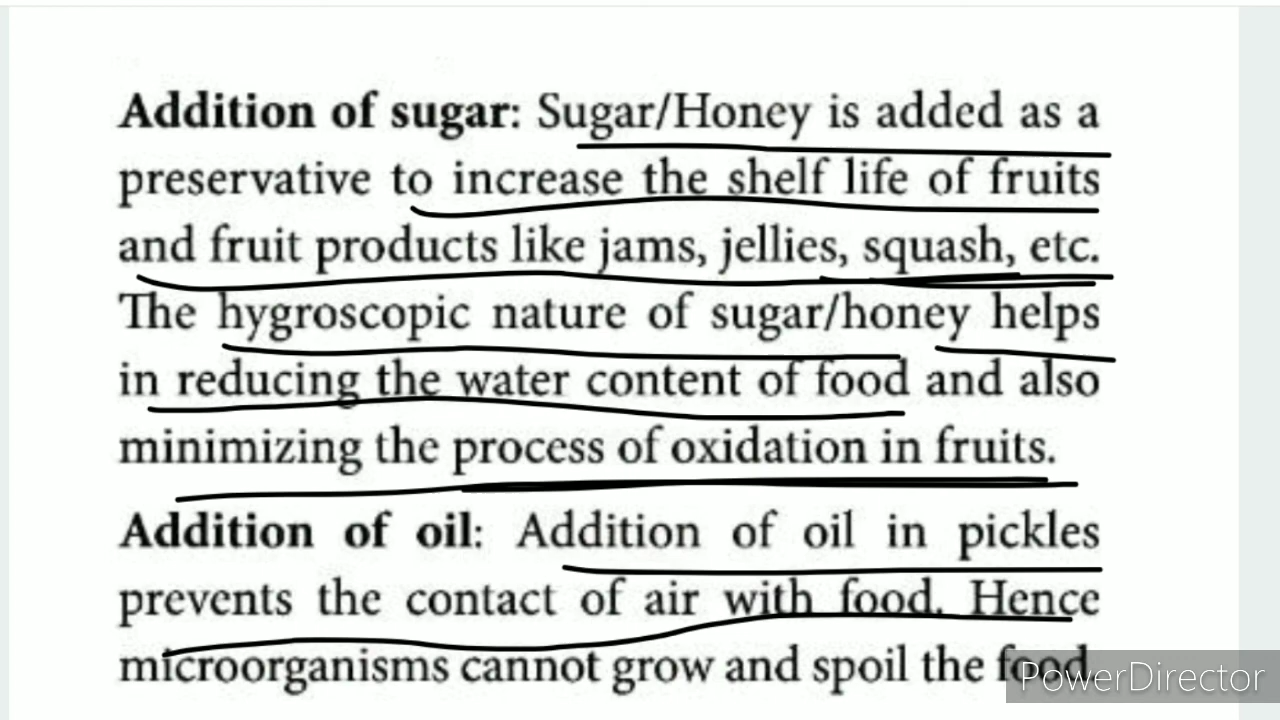 Addition of sugar: Sugar/Honey is added as a
preservative to increase the shelf life of fruits
and fruit products like jams, jellies, squash, etc.
The hygroscopic nature of sugar/honey helps
in reducing the water content of food and also
minimizing the process of oxidation in fruits.
Addition of oil: Addition of oil in pickles
prevents the contact of air with food. Hence
microorganisms cannot grow and spoil the food
PowerDirector